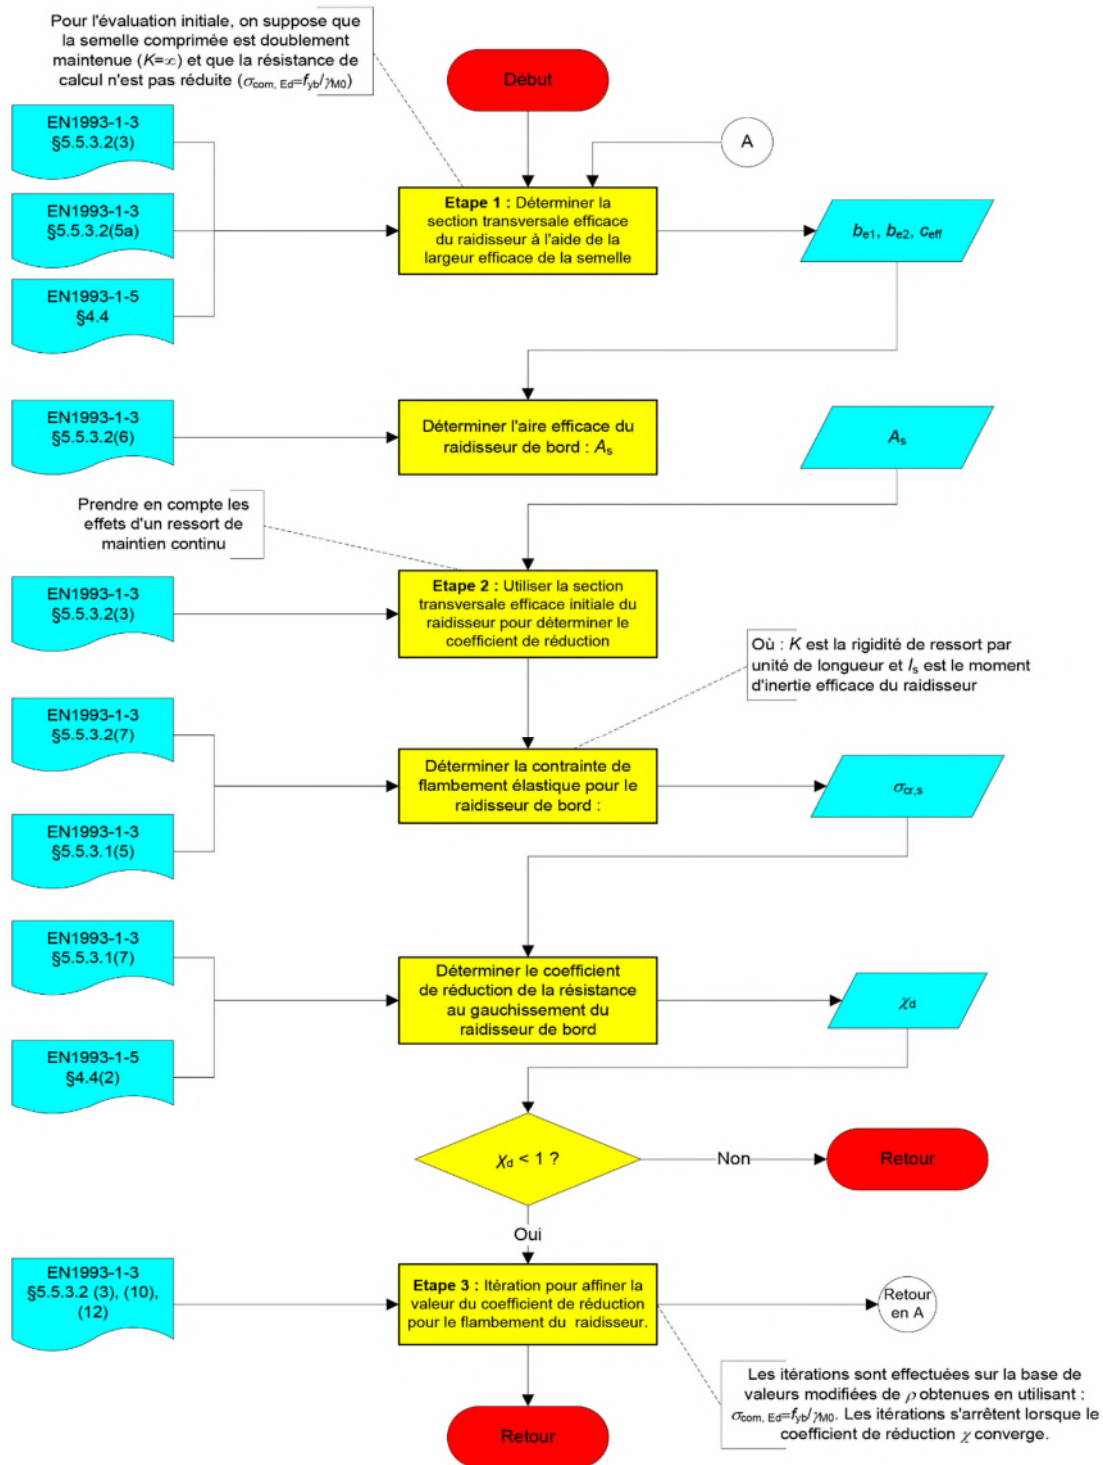 Pour l'évaluation initiale, on suppose que
la semelle comprimée est doublement
maintenue (K=∞) et que la résistance de
calcul n'est pas réduite (σcom, Ed=fyb/γM0)
Début
A
EN1993-1-3
§5.5.3.2(3)
EN1993-1-3
§5.5.3.2(5a)
EN1993-1-5
§4.4
Etape 1 : Déterminer la
section transversale efficace
du raidisseur à l'aide de la
largeur efficace de la semelle
be1, be2, ceff
EN1993-1-3
§5.5.3.2(6)
Déterminer l'aire efficace du
raidisseur de bord : As
As
Prendre en compte les
effets d'un ressort de
maintien continu
EN1993-1-3
§5.5.3.2(3)
Etape 2 : Utiliser la section
transversale efficace initiale du
raidisseur pour déterminer le
coefficient de réduction
Où : K est la rigidité de ressort par
unité de longueur et Is est le moment
d'inertie efficace du raidisseur
EN1993-1-3
§5.5.3.2(7)
EN1993-1-3
§5.5.3.1(5)
Déterminer la contrainte de
flambement élastique pour le
raidisseur de bord :
σcr,s
EN1993-1-3
§5.5.3.1(7)
EN1993-1-5
§4.4(2)
Déterminer le coefficient
de réduction de la résistance
au gauchissement du
raidisseur de bord
χd
χd < 1 ?
Non
Retour
Oui
EN1993-1-3
§5.5.3.2 (3), (10),
(12)
Etape 3 : Itération pour affiner la
valeur du coefficient de réduction
pour le flambement du raidisseur.
Retour
en A
Les itérations sont effectuées sur la base de
valeurs modifiées de ρ obtenues en utilisant :
σcom, Ed=fyb/γM0. Les itérations s'arrêtent lorsque le
coefficient de réduction χ converge.
Retour